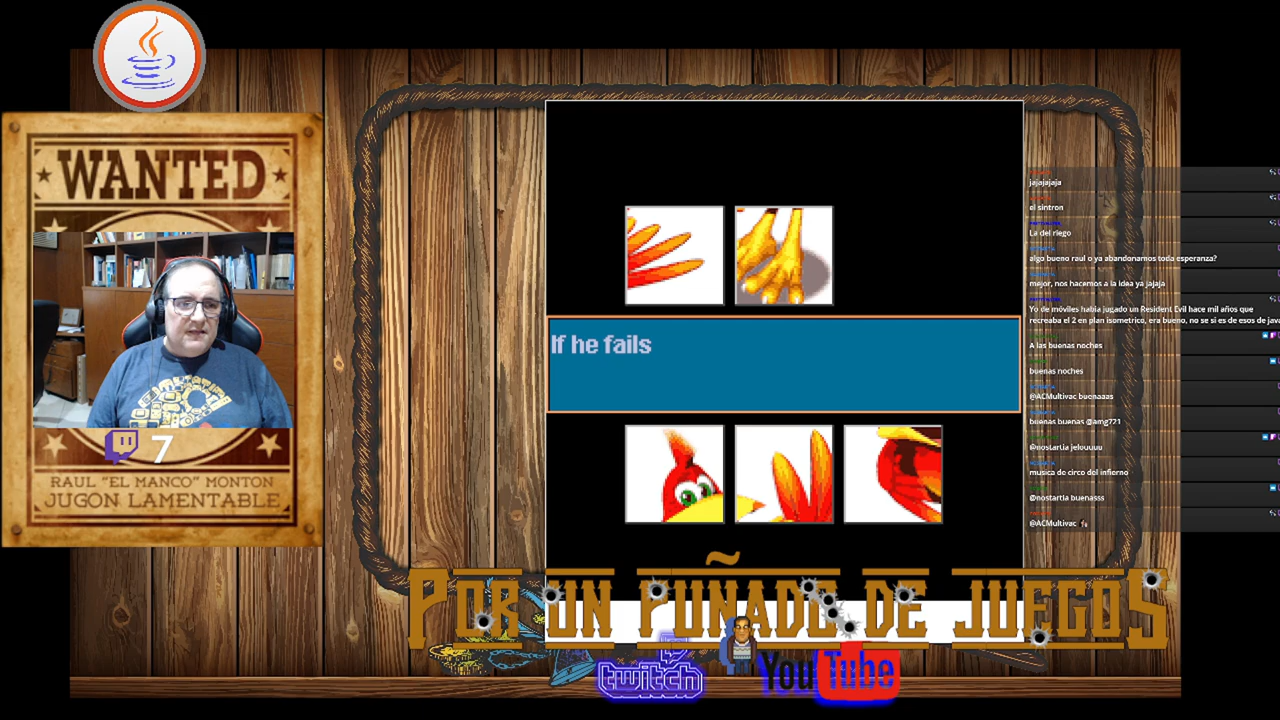 WANTED
7
RAUL "EL MANCO" MONTON
JUGON LAMENTABLE
If he fails
jajajajaja
el sintron
La del riego
algo bueno raul o ya abandonamos toda esperanza?
mejor, nos hacemos a la idea ya jajaja
Yo de móviles habia jugado un Resident Evil hace mil años que
recreaba el 2 en plan isometrico, era bueno, no se si es de esos de java
A las buenas noches
buenas noches
@ACMultivac buenaaas
buenas buenas @amg721
@nostartia jelouuuu
musica de circo del infierno
@nostartia buenasss
@ACMultivac
POR UN PUÑADO DE JUEGOS
twitch
YouTube